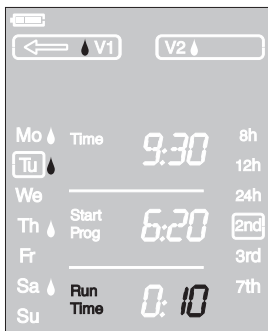 V1 V2
Mo Time 9:30 8h
Tu 12h
We 24h
Th Start Prog 6:20 2nd
Fr 3rd
Sa Run Time 0:10 7th
Su